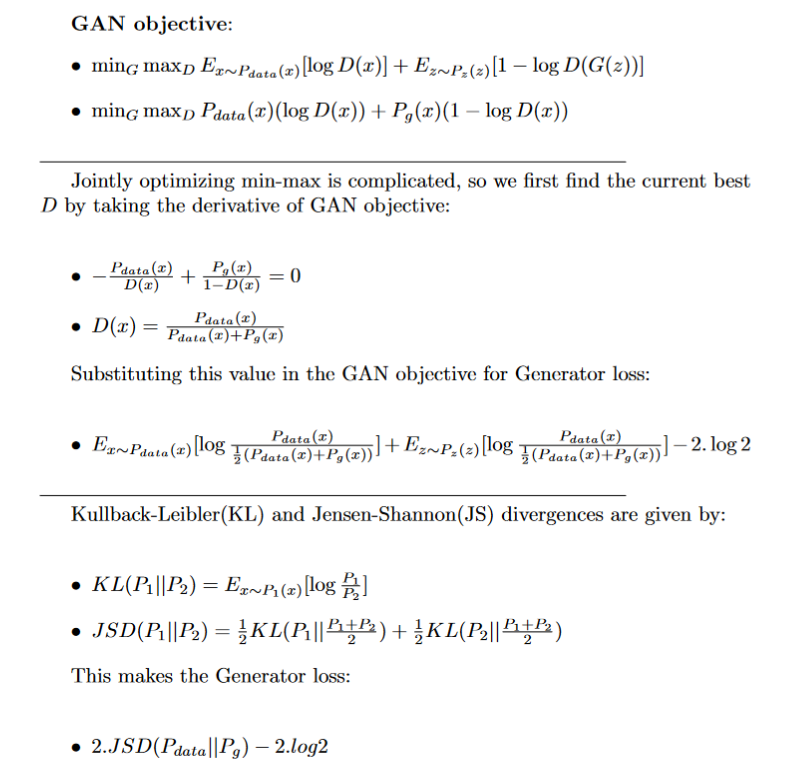 GAN objective:
• min_G max_D E_{x∼P_{data}(x)}[log D(x)] + E_{z∼P_z(z)}[1 − log D(G(z))]
• min_G max_D P_{data}(x)(log D(x)) + P_g(x)(1 − log D(x))
Jointly optimizing min-max is complicated, so we first find the current best
D by taking the derivative of GAN objective:
• −\frac{P_{data}(x)}{D(x)} + \frac{P_g(x)}{1−D(x)} = 0
• D(x) = \frac{P_{data}(x)}{P_{data}(x)+P_g(x)}
Substituting this value in the GAN objective for Generator loss:
• E_{x∼P_{data}(x)}[log \frac{P_{data}(x)}{\frac{1}{2}(P_{data}(x)+P_g(x))}] + E_{z∼P_z(z)}[log \frac{P_{data}(x)}{\frac{1}{2}(P_{data}(x)+P_g(x))}] − 2. log 2
Kullback-Leibler(KL) and Jensen-Shannon(JS) divergences are given by:
• KL(P_1||P_2) = E_{x∼P_1(x)}[log \frac{P_1}{P_2}]
• JSD(P_1||P_2) = \frac{1}{2}KL(P_1||\frac{P_1+P_2}{2}) + \frac{1}{2}KL(P_2||\frac{P_1+P_2}{2})
This makes the Generator loss:
• 2.JSD(P_{data}||P_g) − 2.log2